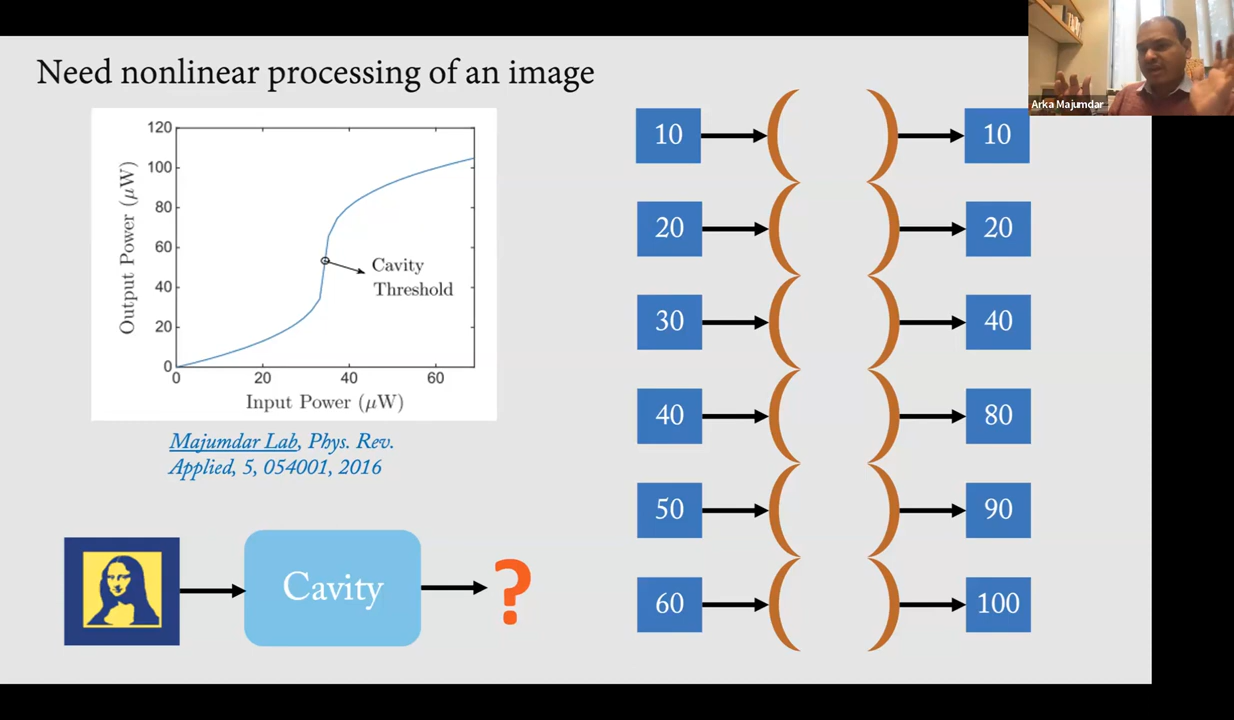 Need nonlinear processing of an image
Arka Majumdar
120
100
80
60
40
20
0
Output Power (μW)
Cavity
Threshold
0 20 40 60
Input Power (μW)
Majumdar Lab, Phys. Rev.
Applied, 5, 054001, 2016
Cavity
?
10 10
20 20
30 40
40 80
50 90
60 100